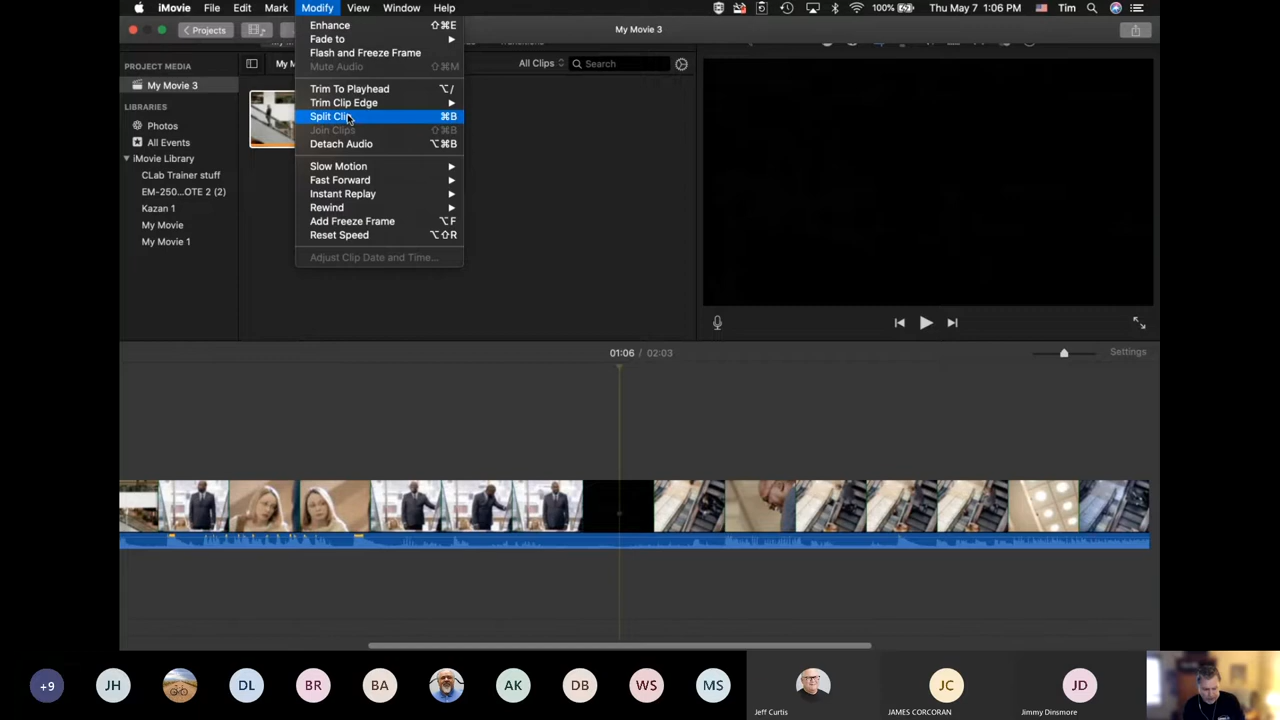 iMovie File Edit Mark Modify View Window Help 100% Thu May 7 1:06 PM Tim
Projects
My Movie 3
Enhance ⇧⌘E
Fade to
Flash and Freeze Frame
Mute Audio ⇧⌘M
Trim To Playhead ⌥/
Trim Clip Edge
Split Clip ⌘B
Join Clips ⇧⌘B
Detach Audio ⌥⌘B
Slow Motion
Fast Forward
Instant Replay
Rewind
Add Freeze Frame ⌥F
Reset Speed ⌥⇧R
Adjust Clip Date and Time...
PROJECT MEDIA
My Movie 3
LIBRARIES
Photos
All Events
iMovie Library
CLab Trainer stuff
EM-250...OTE 2 (2)
Kazan 1
My Movie
My Movie 1
My M
All Clips
Search
01:06 / 02:03
Settings
+9
JH
DL
BR
BA
AK
DB
WS
MS
Jeff Curtis
JC
JAMES CORCORAN
JD
Jimmy Dinsmore